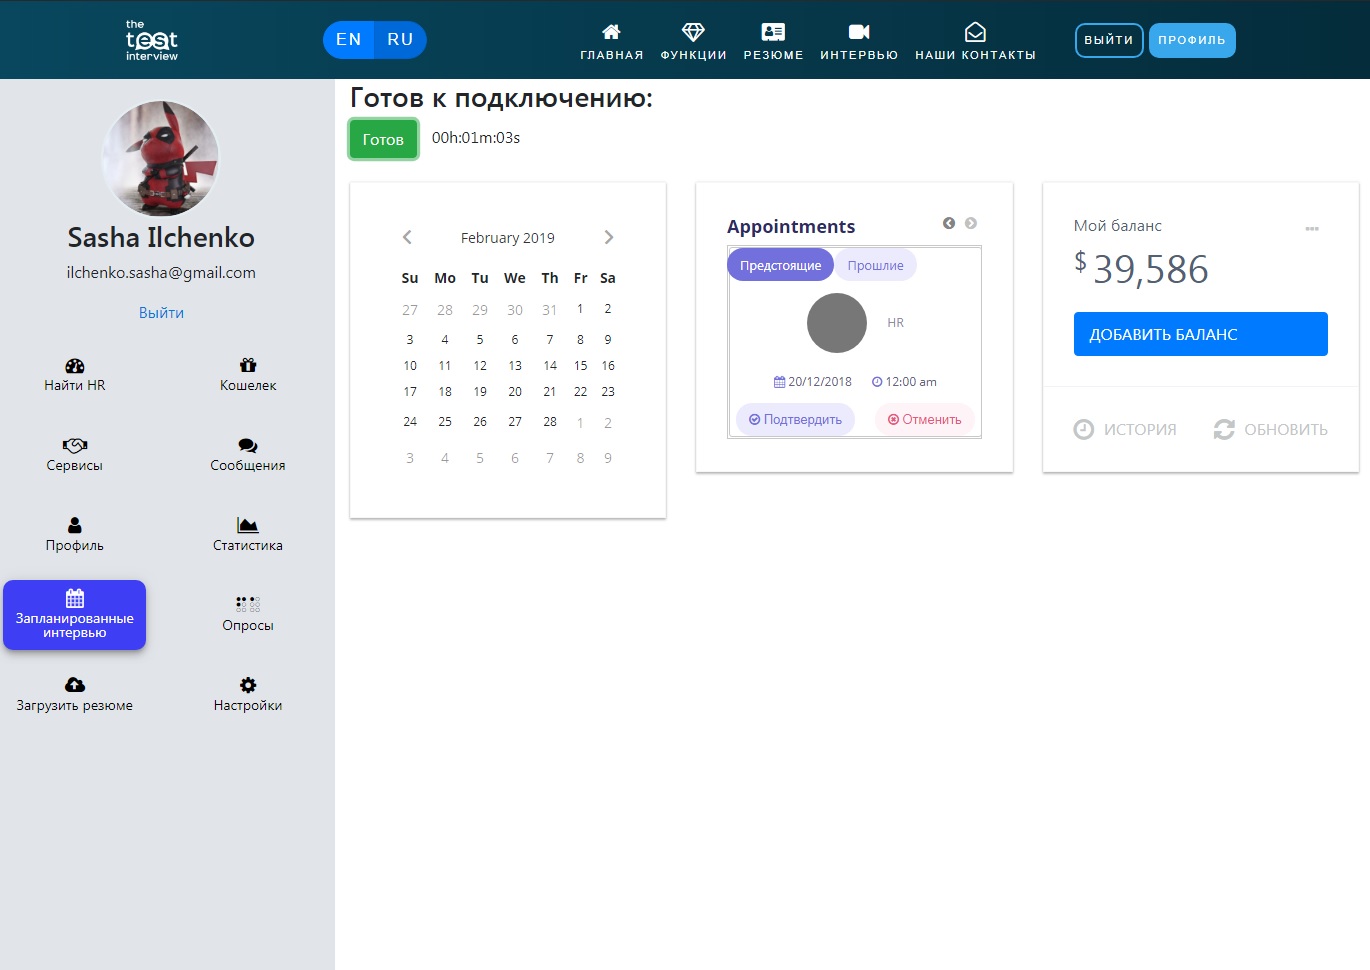 the
test
interview
EN RU
ГЛАВНАЯ ФУНКЦИИ РЕЗЮМЕ ИНТЕРВЬЮ НАШИ КОНТАКТЫ
ВЫЙТИ ПРОФИЛЬ
Sasha Ilchenko
ilchenko.sasha@gmail.com
Выйти
Найти HR Кошелек
Сервисы Сообщения
Профиль Статистика
Запланированные
интервью
Опросы
Загрузить резюме Настройки
Готов к подключению:
Готов 00h:01m:03s
February 2019
Su Mo Tu We Th Fr Sa
27 28 29 30 31 1 2
3 4 5 6 7 8 9
10 11 12 13 14 15 16
17 18 19 20 21 22 23
24 25 26 27 28 1 2
3 4 5 6 7 8 9
Appointments
Предстоящие Прошлие
HR
20/12/2018 12:00 am
Подтвердить Отменить
Мой баланс
$ 39,586
ДОБАВИТЬ БАЛАНС
ИСТОРИЯ ОБНОВИТЬ